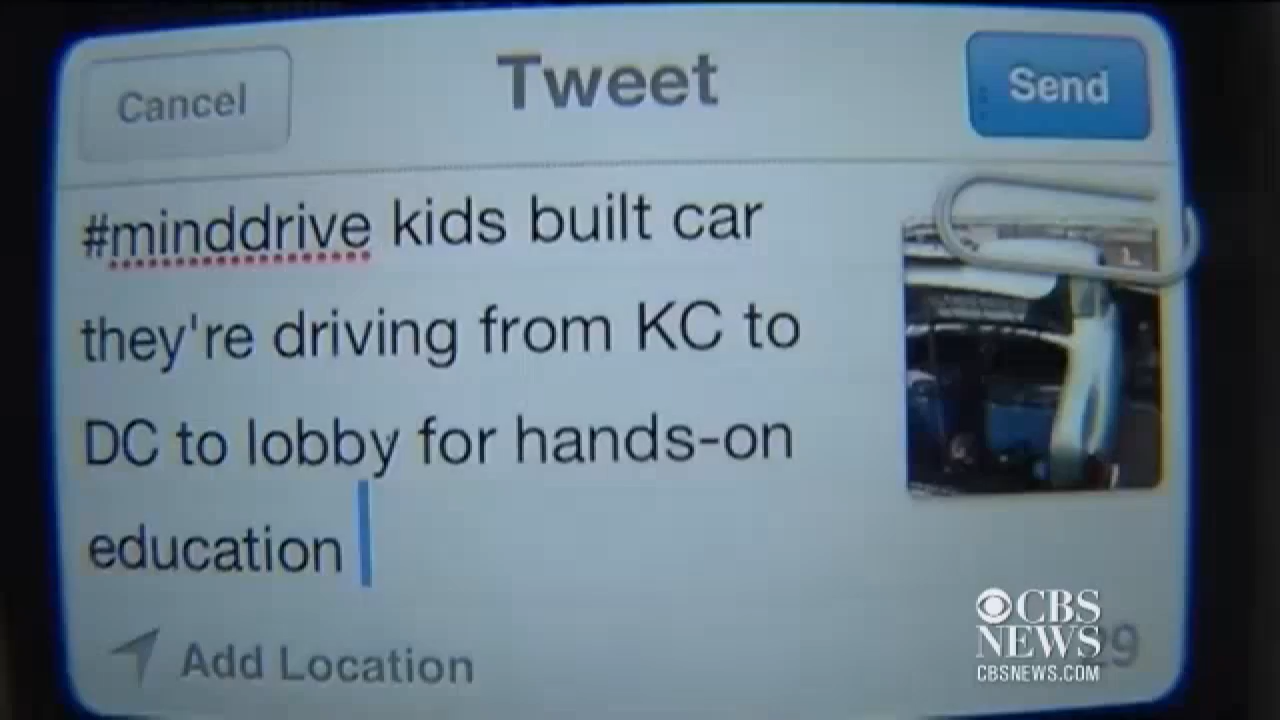 Cancel
Tweet
Send
#minddrive kids built car
they're driving from KC to
DC to lobby for hands-on
education
Add Location
CBS
NEWS
CBSNEWS.COM